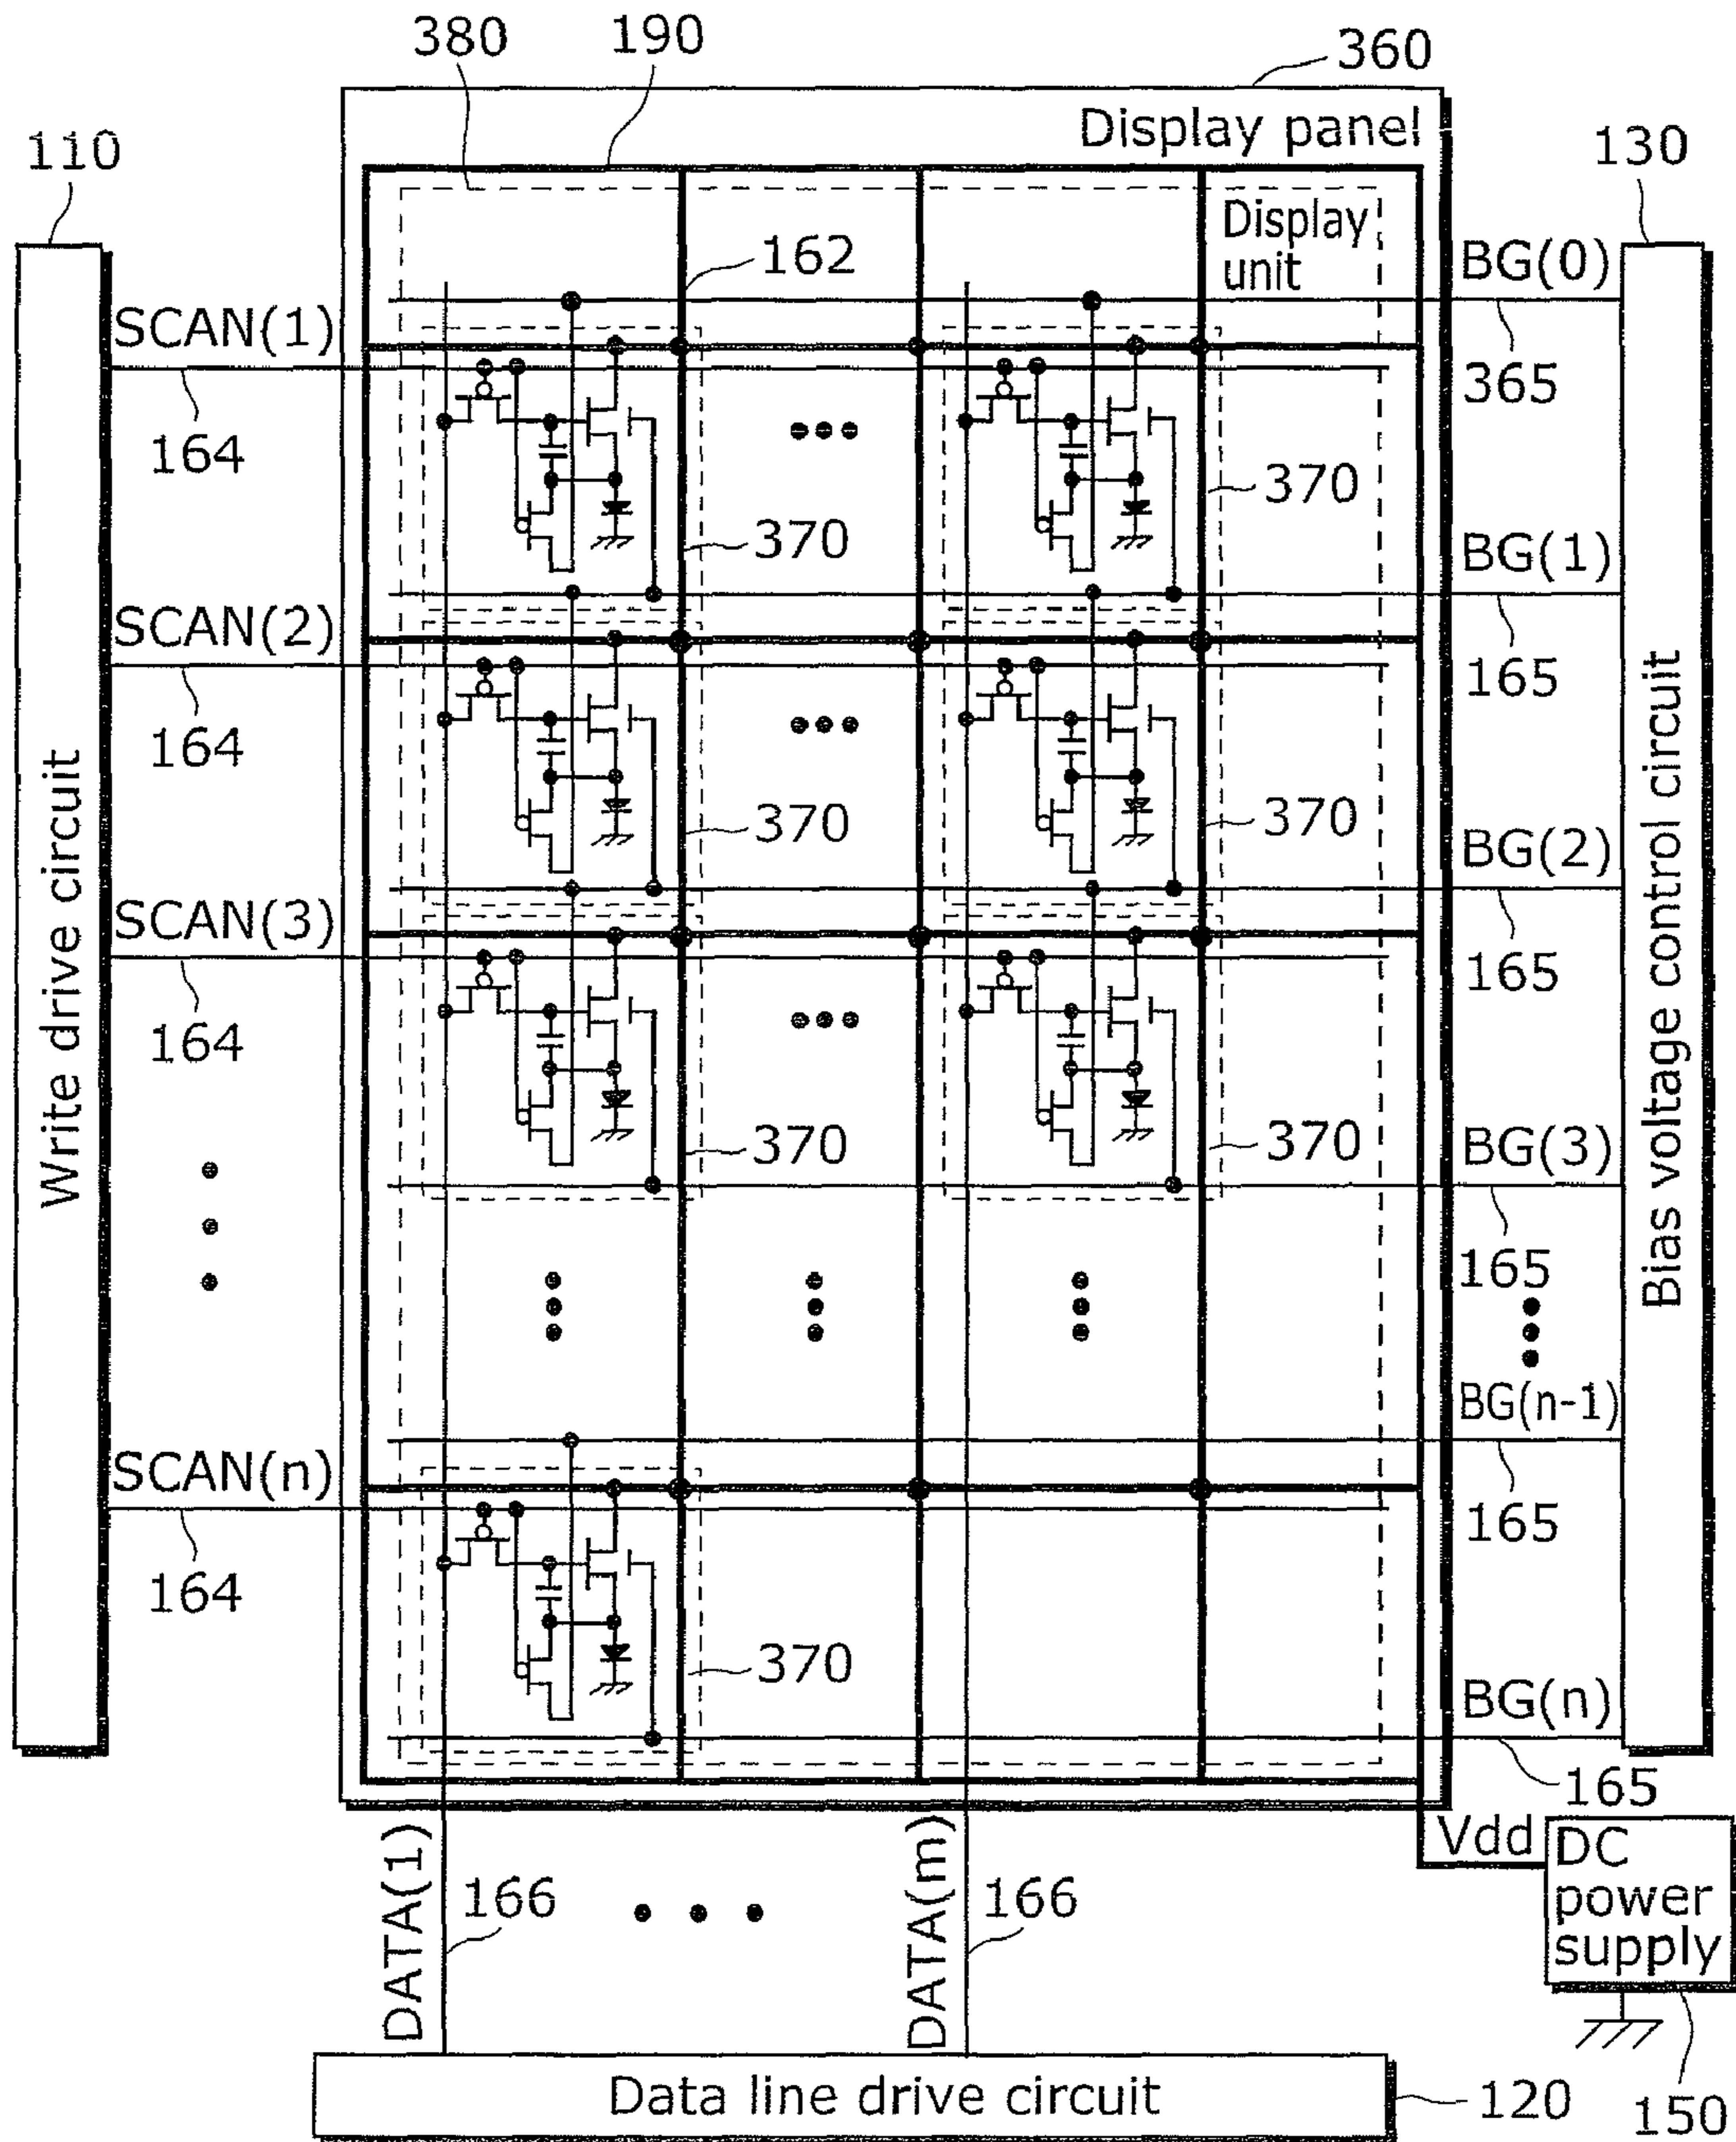 380
190
360
Display panel
110
130
Display
unit
162
BG(0)
SCAN(1)
365
164
370
370
BG(1)
SCAN(2)
165
164
370
370
BG(2)
SCAN(3)
165
164
370
370
BG(3)
Write drive circuit
Bias voltage control circuit
165
BG(n-1)
SCAN(n)
165
164
370
BG(n)
165
Vdd
DC
power
supply
DATA(1)
166
DATA(m)
166
Data line drive circuit
120
150